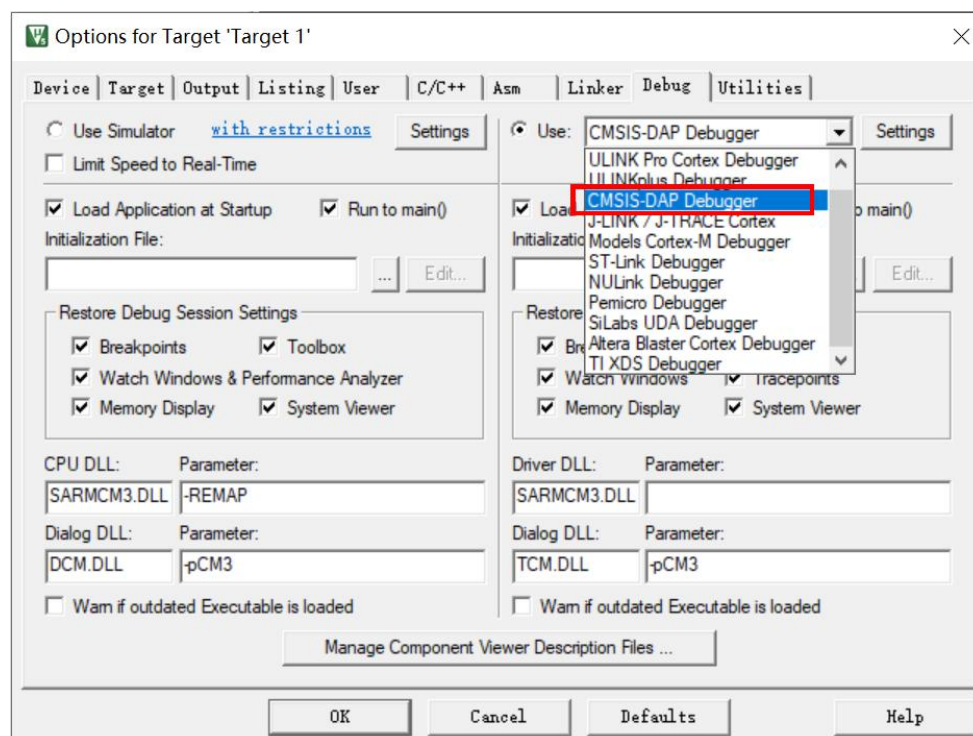 Options for Target 'Target 1'
Device Target Output Listing User C/C++ Asm Linker Debug Utilities
Use Simulator with restrictions Settings
Limit Speed to Real-Time
Use: CMSIS-DAP Debugger Settings
ULINK Pro Cortex Debugger
ULINKplus Debugger
CMSIS-DAP Debugger
J-LINK / J-TRACE Cortex
Models Cortex-M Debugger
ST-Link Debugger
NULink Debugger
Pemicro Debugger
SiLabs UDA Debugger
Altera Blaster Cortex Debugger
TI XDS Debugger
Load Application at Startup Run to main()
Initialization File:
... Edit...
Restore Debug Session Settings
Breakpoints Toolbox
Watch Windows & Performance Analyzer
Memory Display System Viewer
Load o main()
Initializatio
Edit...
Restore
Bre
Watch Windows Tracepoints
Memory Display System Viewer
CPU DLL: Parameter:
SARMCM3.DLL -REMAP
Dialog DLL: Parameter:
DCM.DLL -pCM3
Warn if outdated Executable is loaded
Driver DLL: Parameter:
SARMCM3.DLL
Dialog DLL: Parameter:
TCM.DLL -pCM3
Warn if outdated Executable is loaded
Manage Component Viewer Description Files ...
OK Cancel Defaults Help